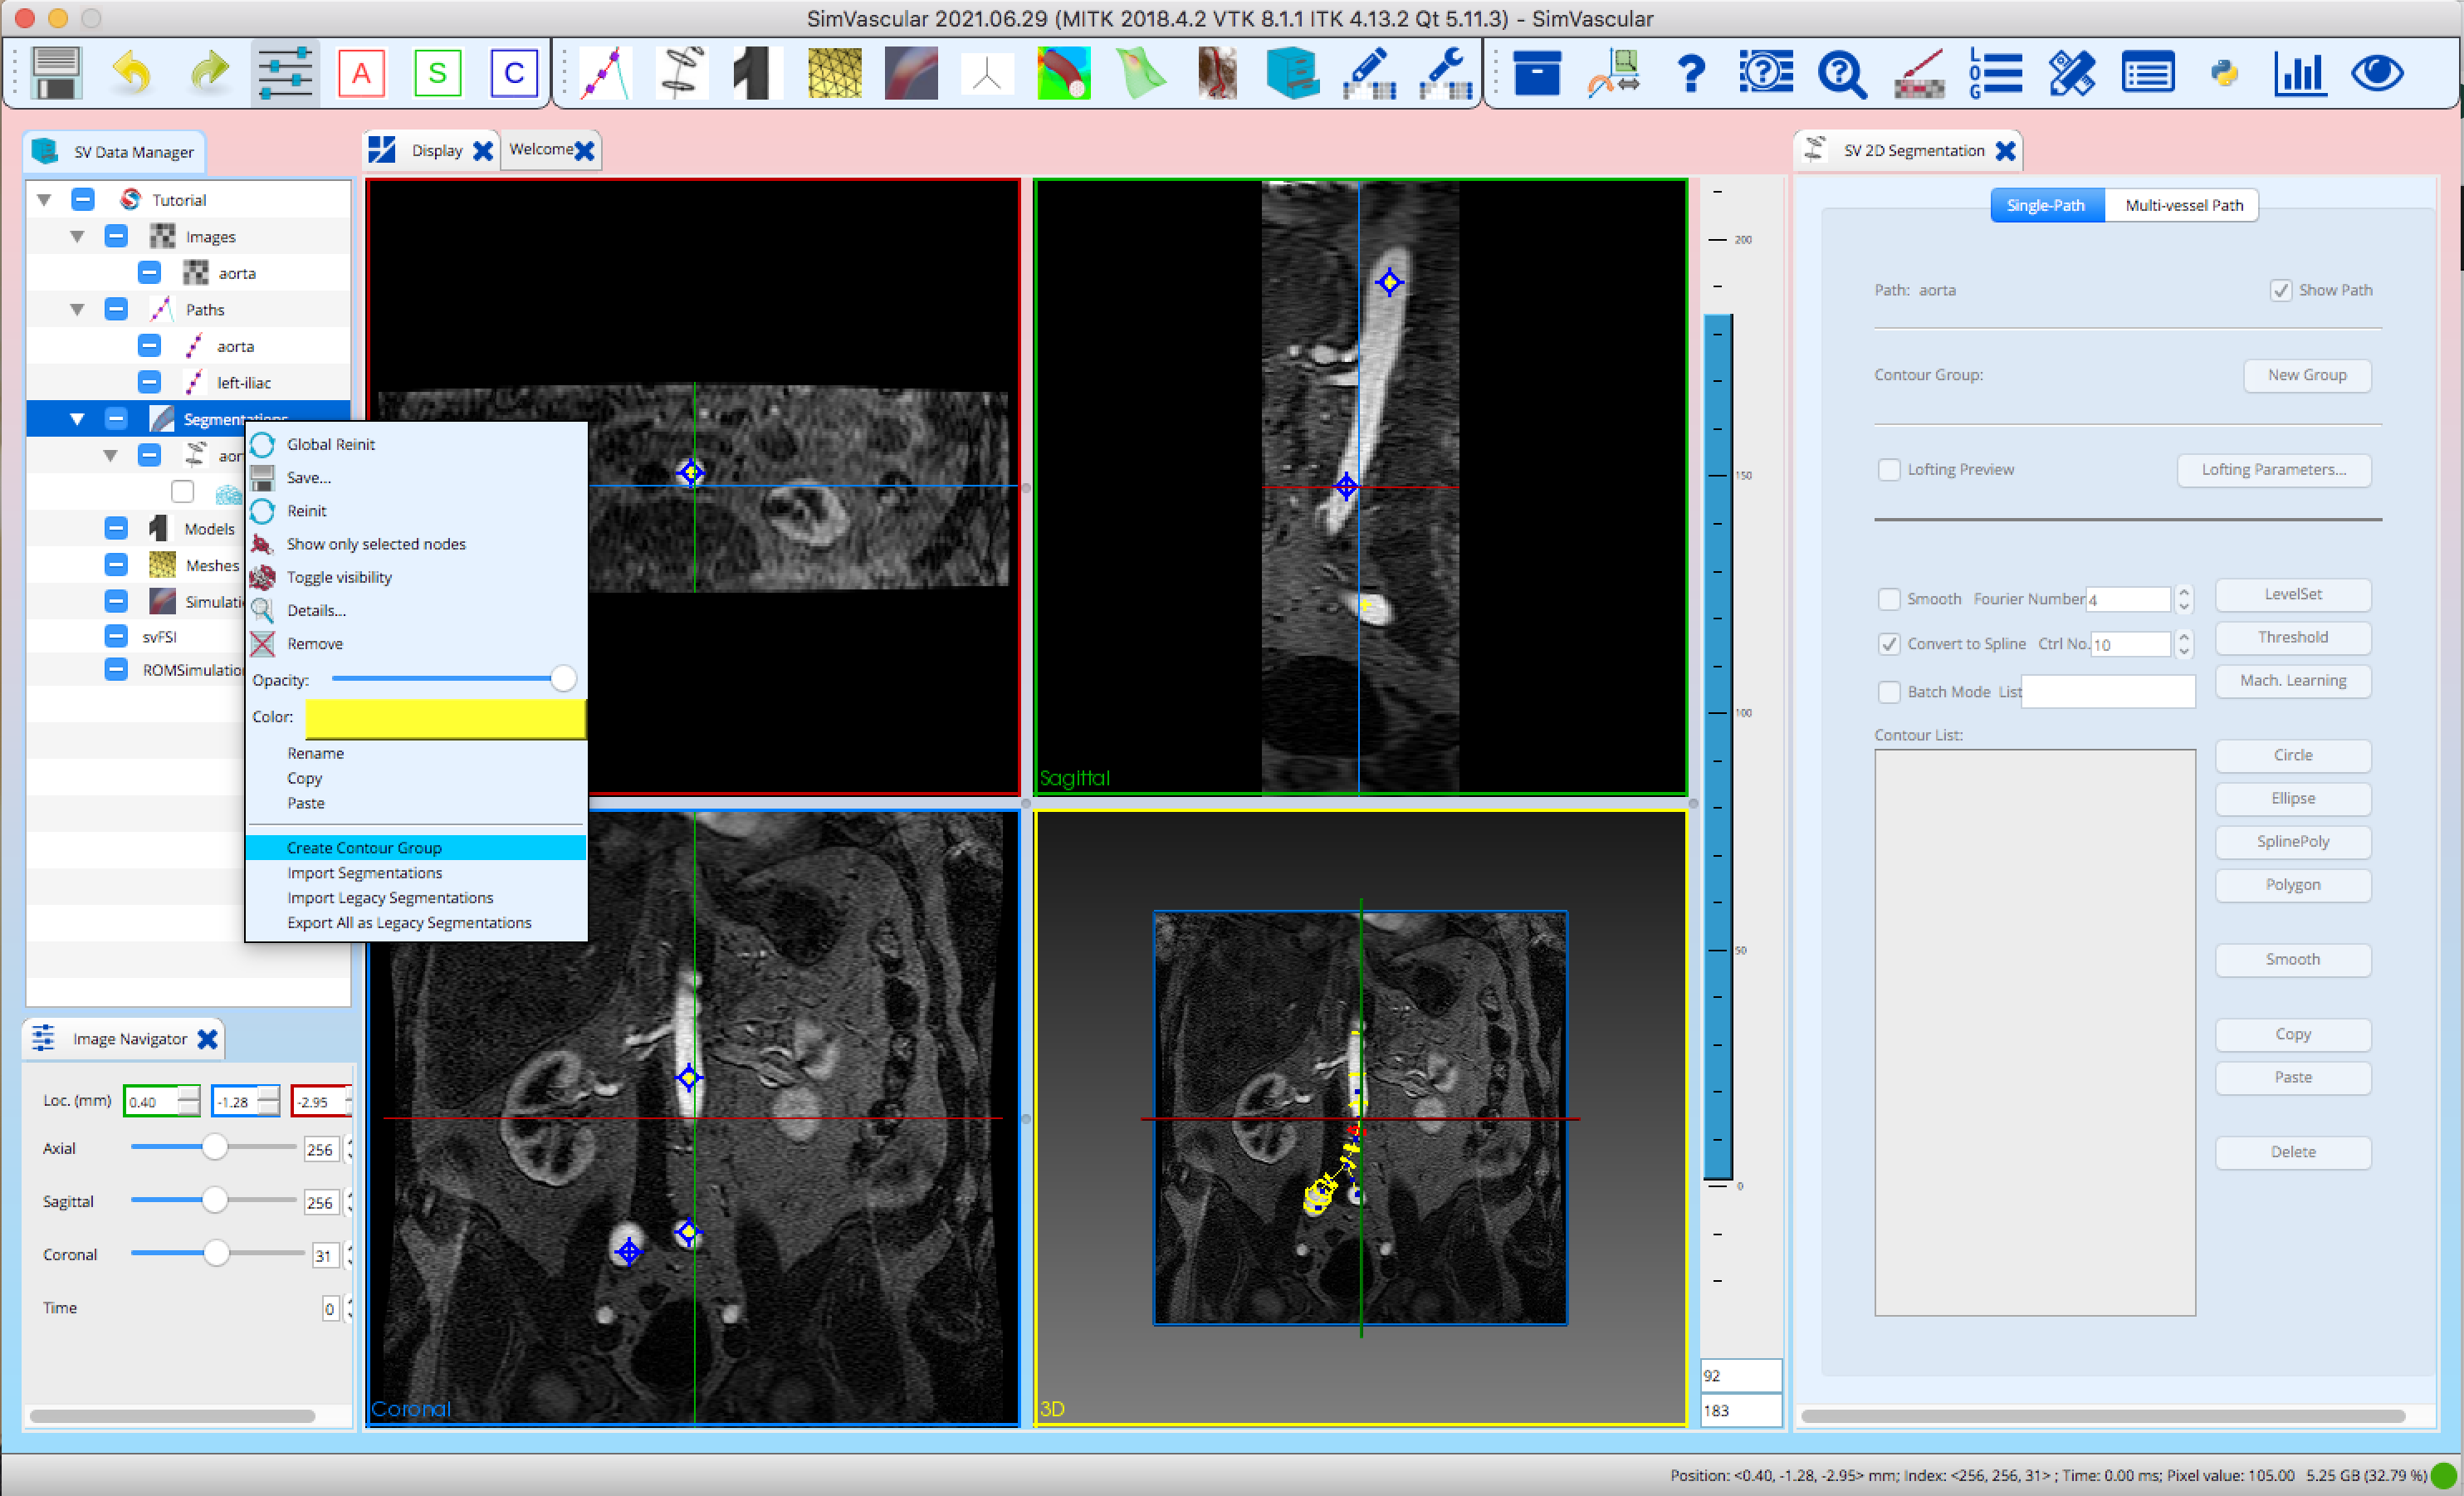 SimVascular 2021.06.29 (MITK 2018.4.2 VTK 8.1.1 ITK 4.13.2 Qt 5.11.3) - SimVascular
A S C
LOG
SV Data Manager
Display
Welcome
SV 2D Segmentation
Tutorial
Images
aorta
Paths
aorta
left-iliac
Segmentations
aor
Models
Meshes
Simulati
svFSI
ROMSimulatio
Global Reinit
Save...
Reinit
Show only selected nodes
Toggle visibility
Details...
Remove
Opacity:
Color:
Rename
Copy
Paste
Create Contour Group
Import Segmentations
Import Legacy Segmentations
Export All as Legacy Segmentations
Image Navigator
Loc. (mm) 0.40 -1.28 -2.95
Axial 256
Sagittal 256
Coronal 31
Time 0
Sagittal
Coronal
3D
200
150
100
50
0
92
183
Single-Path Multi-vessel Path
Path: aorta Show Path
Contour Group: New Group
Lofting Preview Lofting Parameters...
Smooth Fourier Number 4 LevelSet
Convert to Spline Ctrl No. 10 Threshold
Batch Mode List Mach. Learning
Contour List:
Circle
Ellipse
SplinePoly
Polygon
Smooth
Copy
Paste
Delete
Position: <0.40, -1.28, -2.95> mm; Index: <256, 256, 31> ; Time: 0.00 ms; Pixel value: 105.00 5.25 GB (32.79 %)